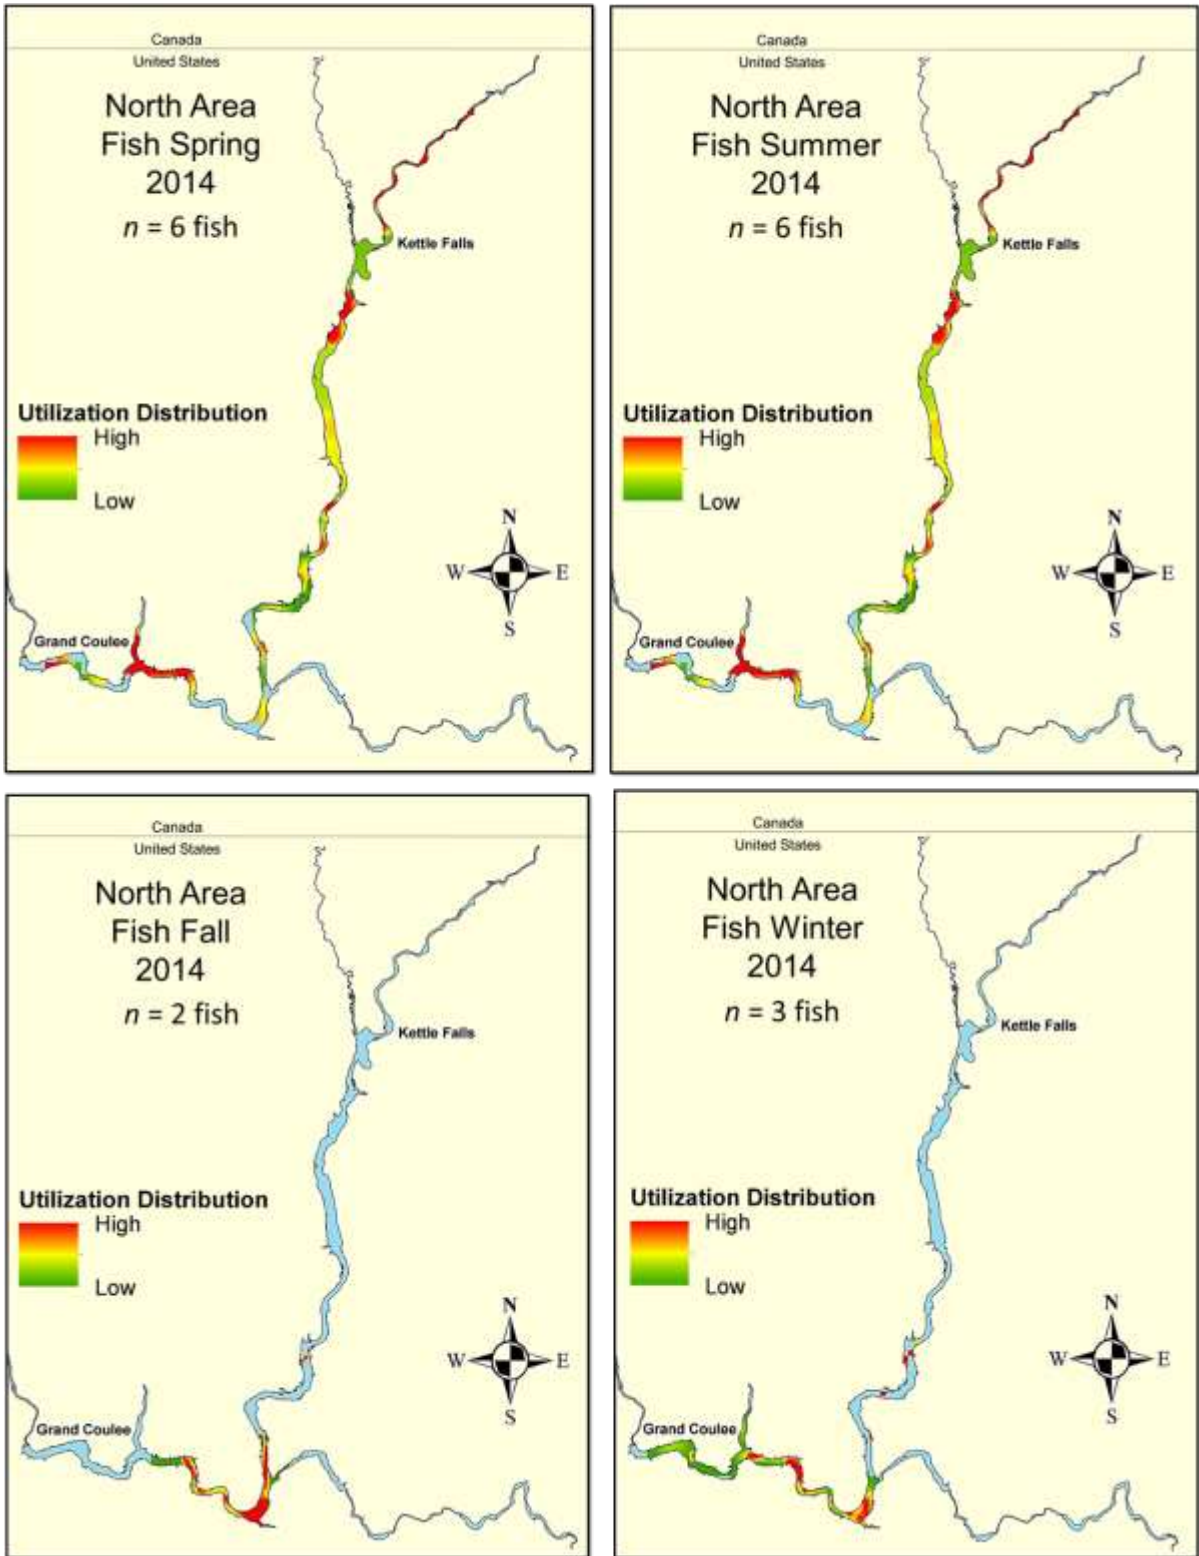 Canada
United States
North Area
Fish Spring
2014
n = 6 fish
Kettle Falls
Utilization Distribution
High
Low
N
W E
S
Grand Coulee
Canada
United States
North Area
Fish Summer
2014
n = 6 fish
Kettle Falls
Utilization Distribution
High
Low
N
W E
S
Grand Coulee
Canada
United States
North Area
Fish Fall
2014
n = 2 fish
Kettle Falls
Utilization Distribution
High
Low
N
W E
S
Grand Coulee
Canada
United States
North Area
Fish Winter
2014
n = 3 fish
Kettle Falls
Utilization Distribution
High
Low
N
W E
S
Grand Coulee